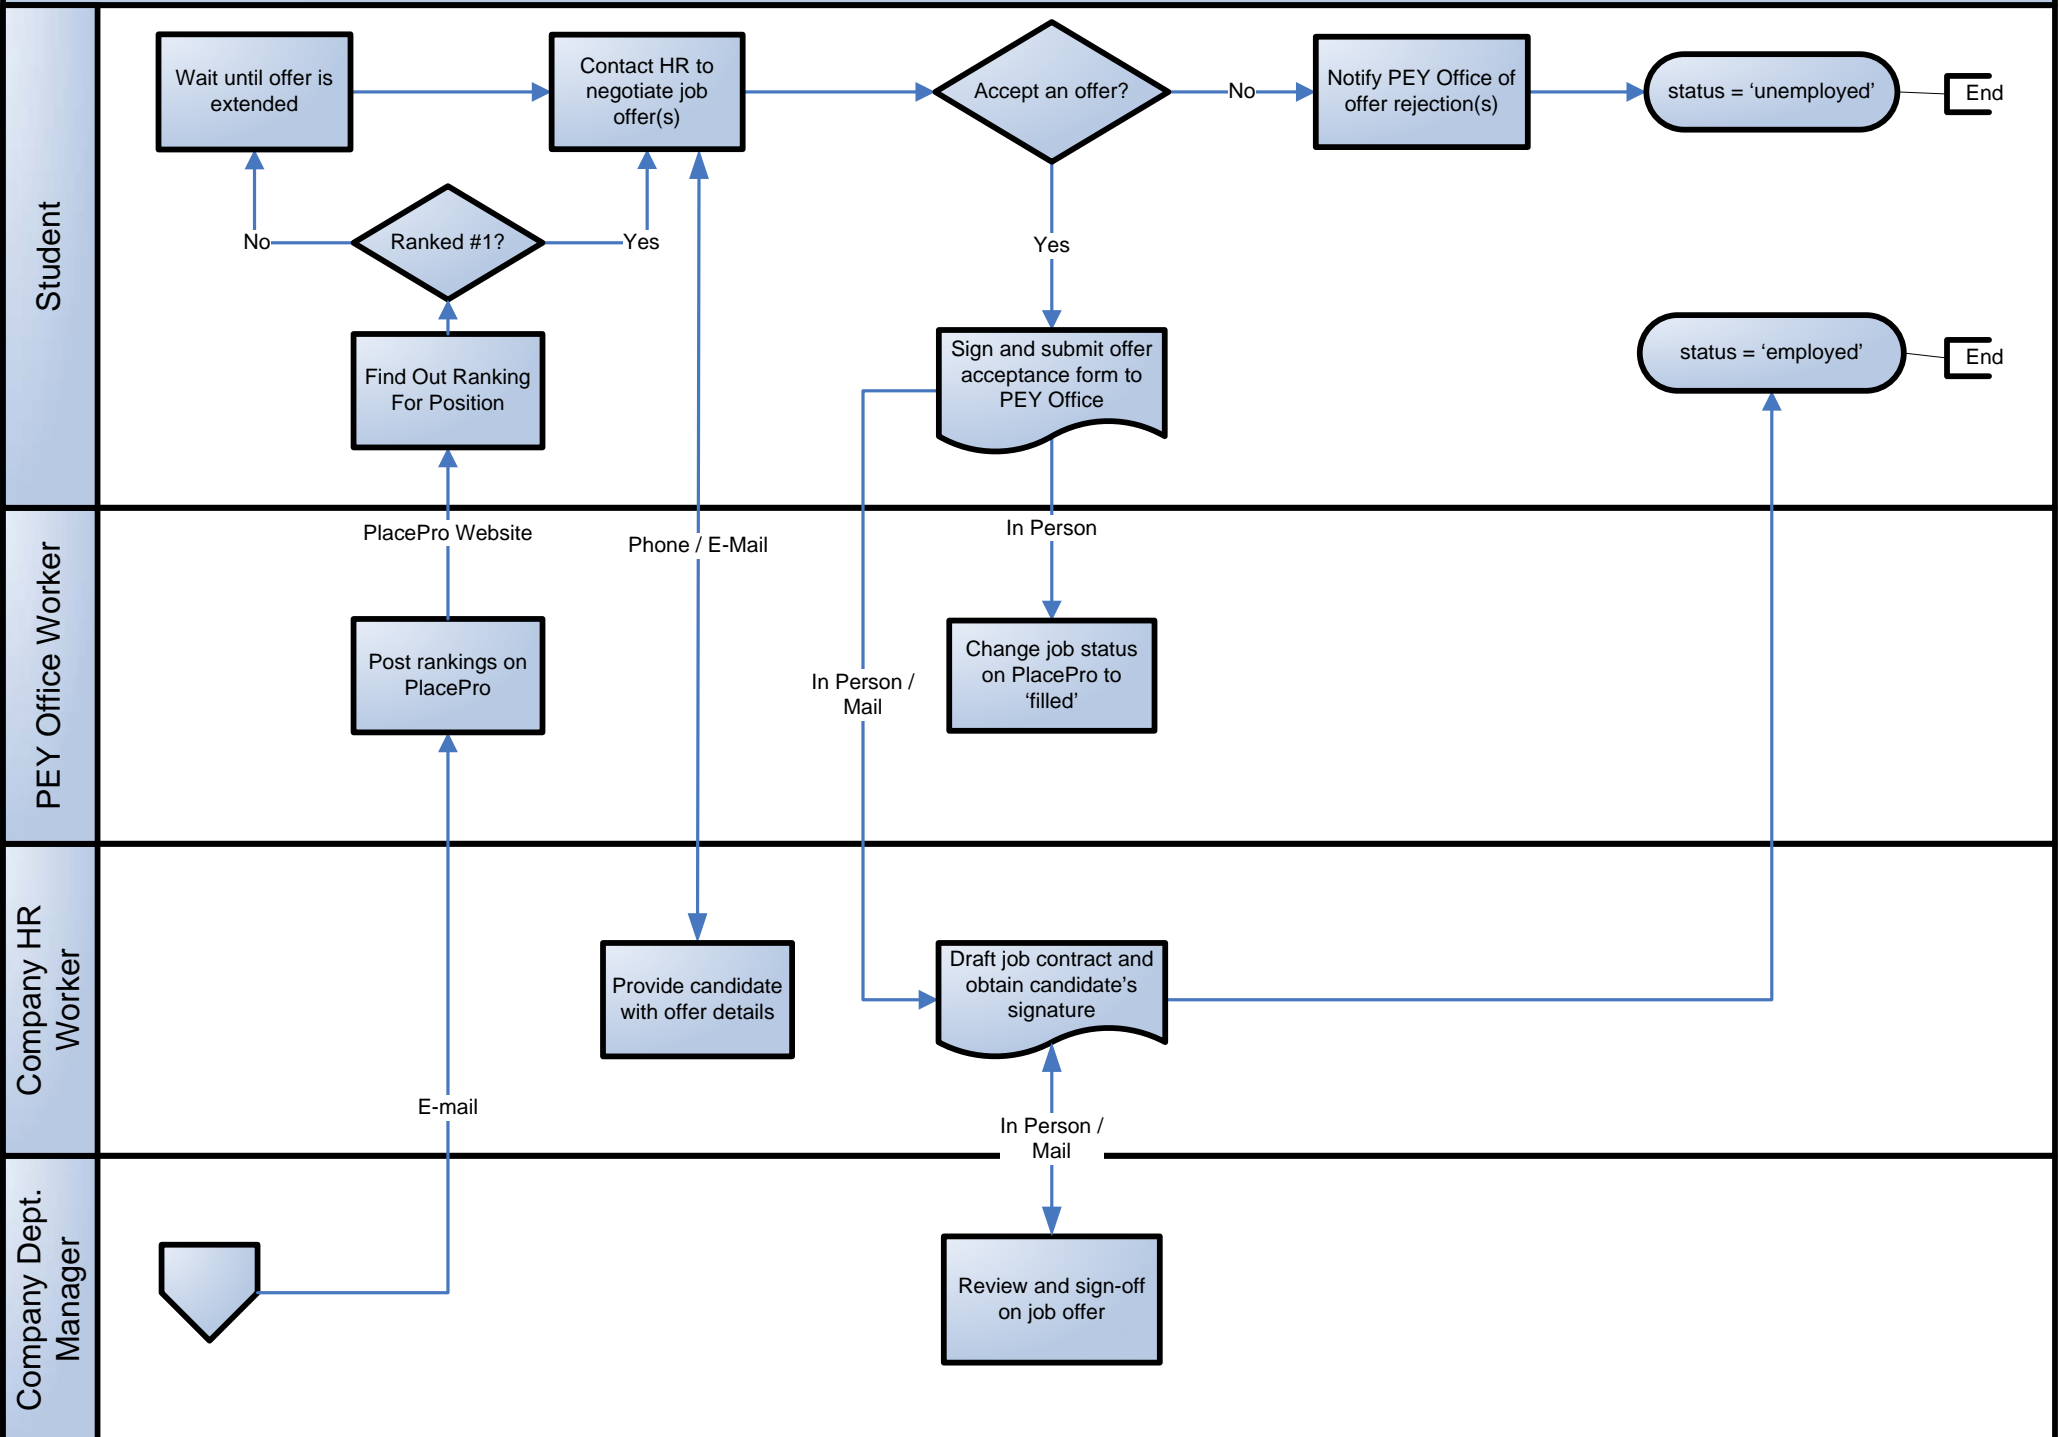 Student
Wait until offer is
extended
Contact HR to
negotiate job
offer(s)
Accept an offer?
No
Notify PEY Office of
offer rejection(s)
status = ‘unemployed’
End
No
Ranked #1?
Yes
Yes
Find Out Ranking
For Position
Sign and submit offer
acceptance form to
PEY Office
status = ‘employed’
End
PEY Office Worker
PlacePro Website
Phone / E-Mail
In Person
Post rankings on
PlacePro
In Person /
Mail
Change job status
on PlacePro to
‘filled’
Company HR
Worker
Provide candidate
with offer details
Draft job contract and
obtain candidate’s
signature
E-mail
In Person /
Mail
Company Dept.
Manager
Review and sign-off
on job offer